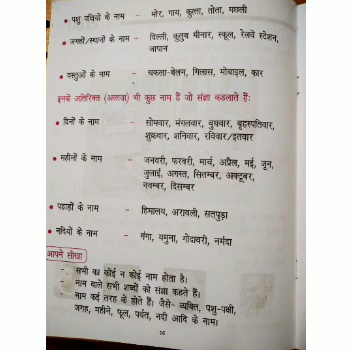 पशु पक्षियों के नाम - मोर, गाय, कुत्ता, तोता, मछली
जगहों/स्थानों के नाम - दिल्ली, कुतुब मीनार, स्कूल, रेलवे स्टेशन,
जापान
वस्तुओं के नाम - चकला-बेलन, गिलास, मोबाइल, कार
इनके अतिरिक्त (अलावा) भी कुछ नाम हैं जो संज्ञा कहलाते हैं:
दिनों के नाम - सोमवार, मंगलवार, बुधवार, बृहस्पतिवार,
शुक्रवार, शनिवार, रविवार/इतवार
महीनों के नाम - जनवरी, फरवरी, मार्च, अप्रैल, मई, जून,
जुलाई, अगस्त, सितम्बर, अक्टूबर,
नवम्बर, दिसम्बर
पहाड़ों के नाम - हिमालय, अरावली, सतपुड़ा
नदियों के नाम - गंगा, यमुना, गोदावरी, नर्मदा
आपने सीखा
- सभी का कोई न कोई नाम होता है।
- नाम वाले सभी शब्दों को संज्ञा कहते हैं।
- नाम कई तरह के होते हैं। जैसे- व्यक्ति, पशु-पक्षी,
जगह, महीने, फूल, पर्वत, नदी आदि के नाम।
16